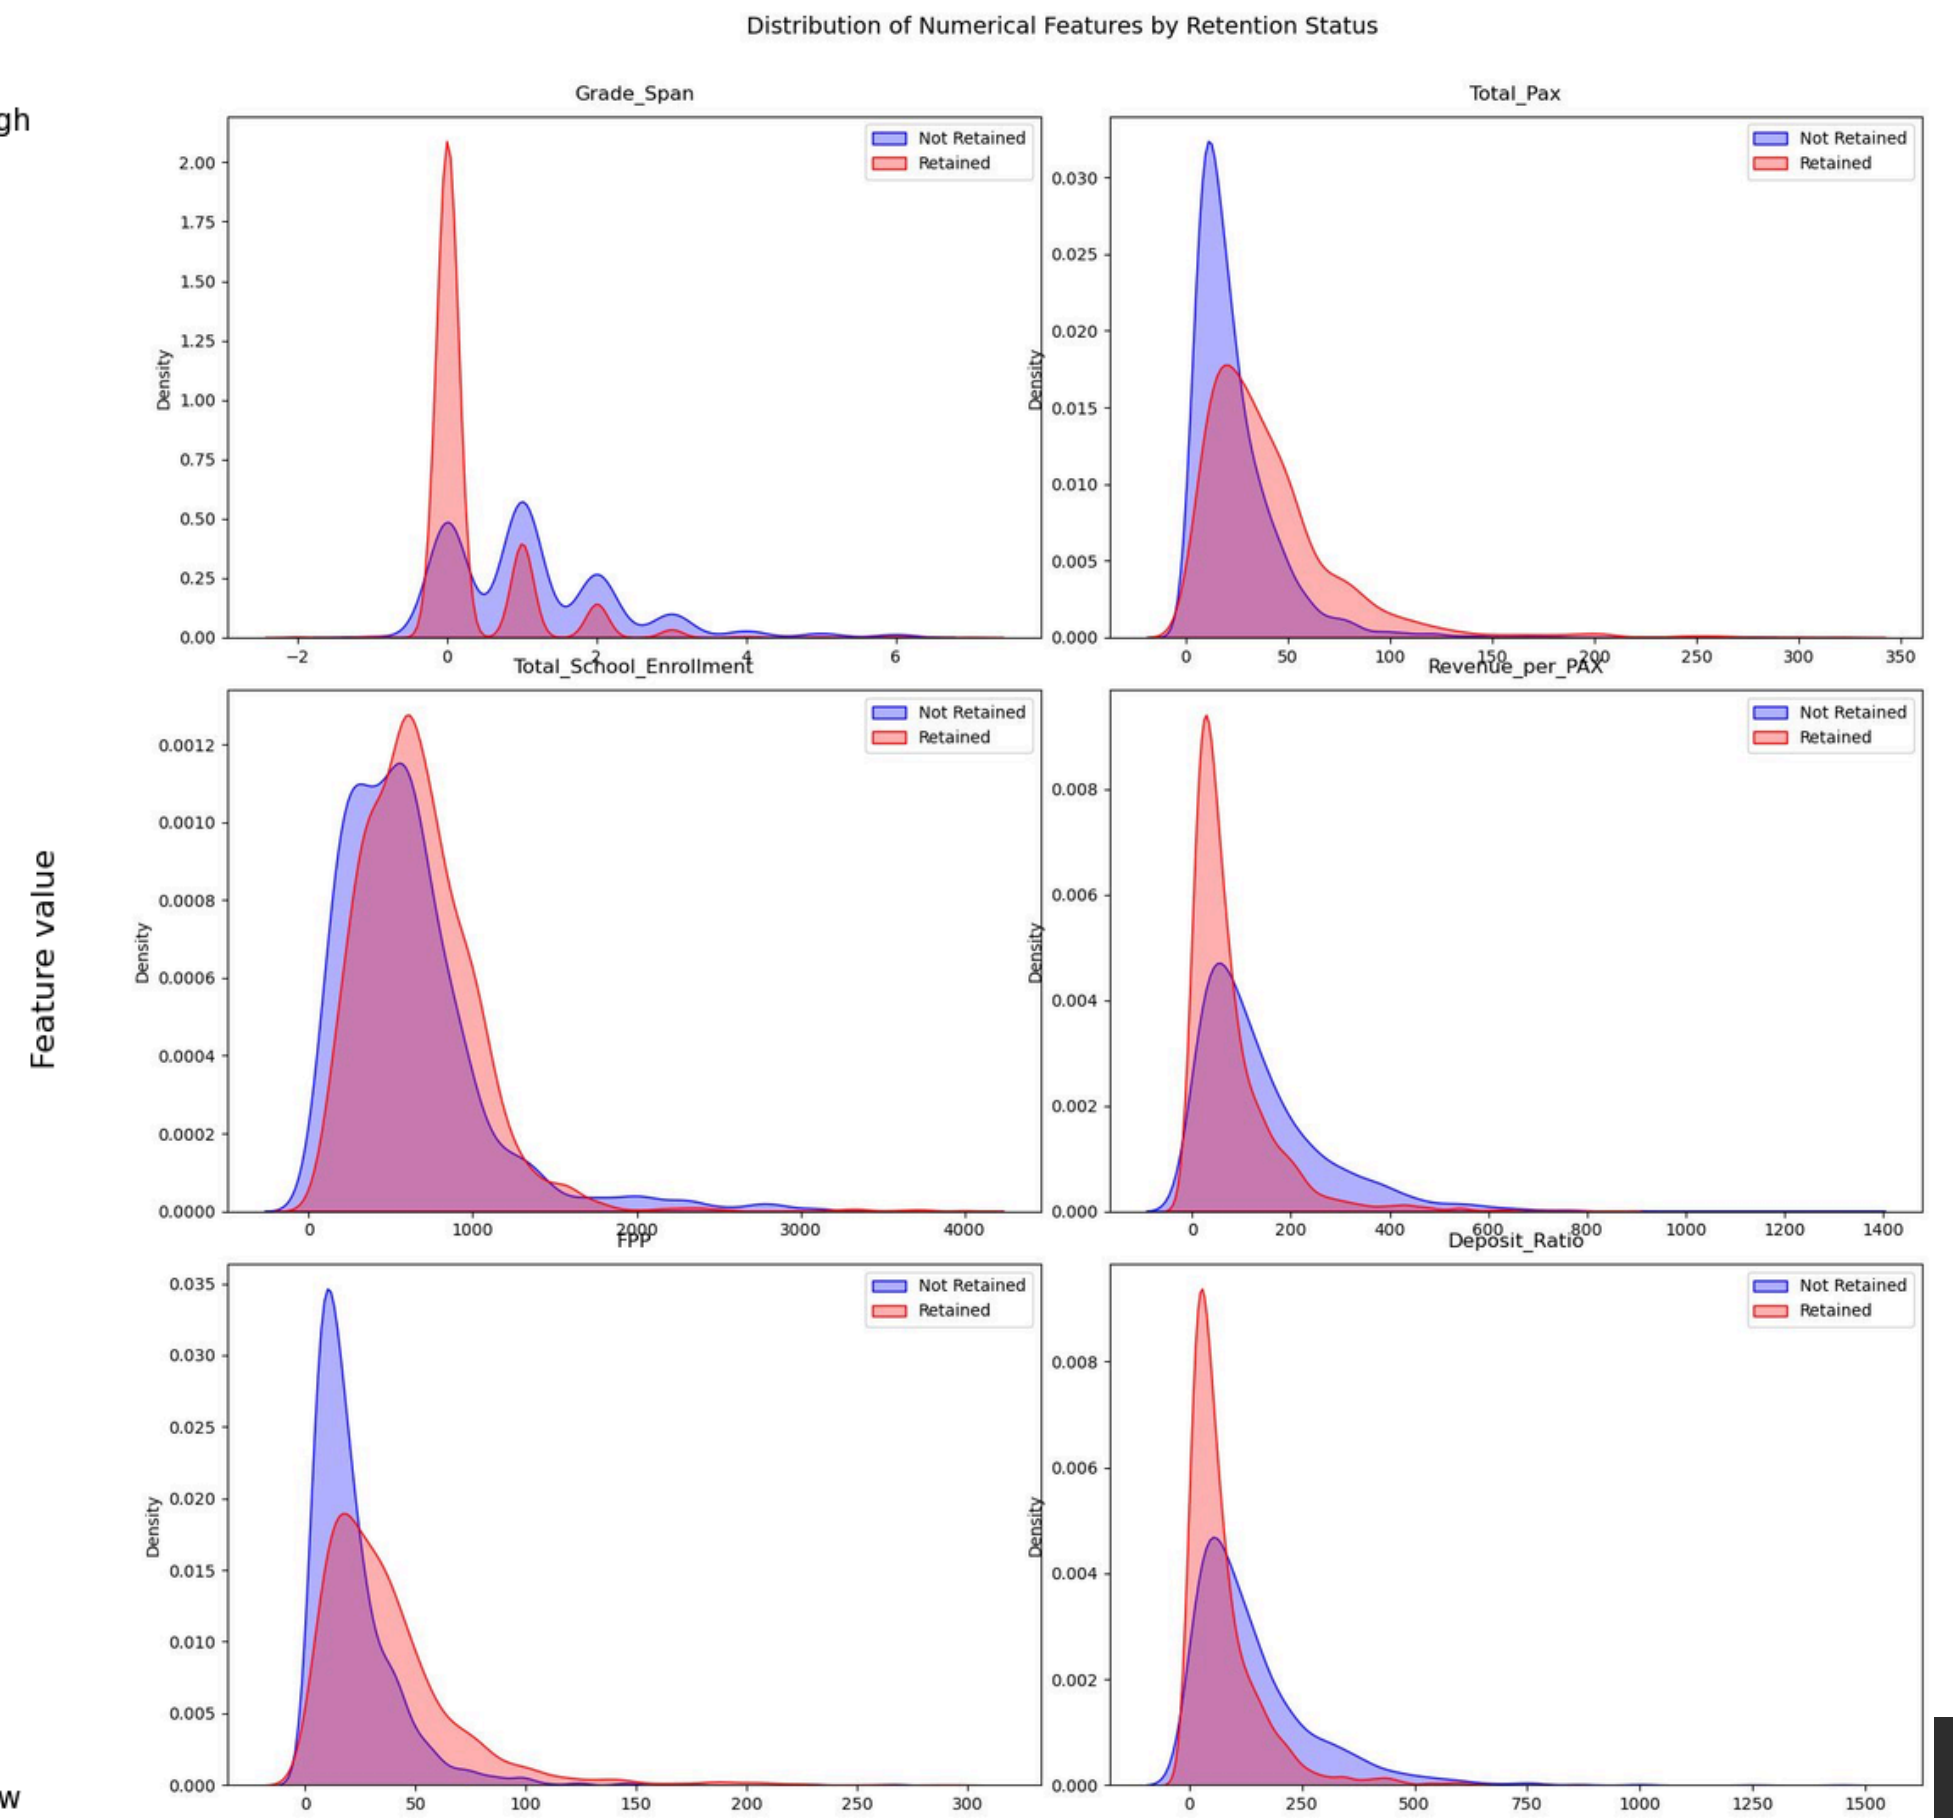 Distribution of Numerical Features by Retention Status
gh
Grade_Span
Not Retained
Retained
2.00
1.75
1.50
1.25
1.00
0.75
0.50
0.25
0.00
Density
−2 0 2 4 6
Total_Pax
Not Retained
Retained
0.030
0.025
0.020
0.015
0.010
0.005
0.000
Density
0 50 100 150 200 250 300 350
Total_School_Enrollment
Not Retained
Retained
0.0012
0.0010
0.0008
0.0006
0.0004
0.0002
0.0000
Density
0 1000 2000 3000 4000
Revenue_per_PAX
Not Retained
Retained
0.008
0.006
0.004
0.002
0.000
Density
0 200 400 600 800 1000 1200 1400
Feature value
FPP
Not Retained
Retained
0.035
0.030
0.025
0.020
0.015
0.010
0.005
0.000
Density
0 50 100 150 200 250 300
Deposit_Ratio
Not Retained
Retained
0.008
0.006
0.004
0.002
0.000
Density
0 250 500 750 1000 1250 1500
w